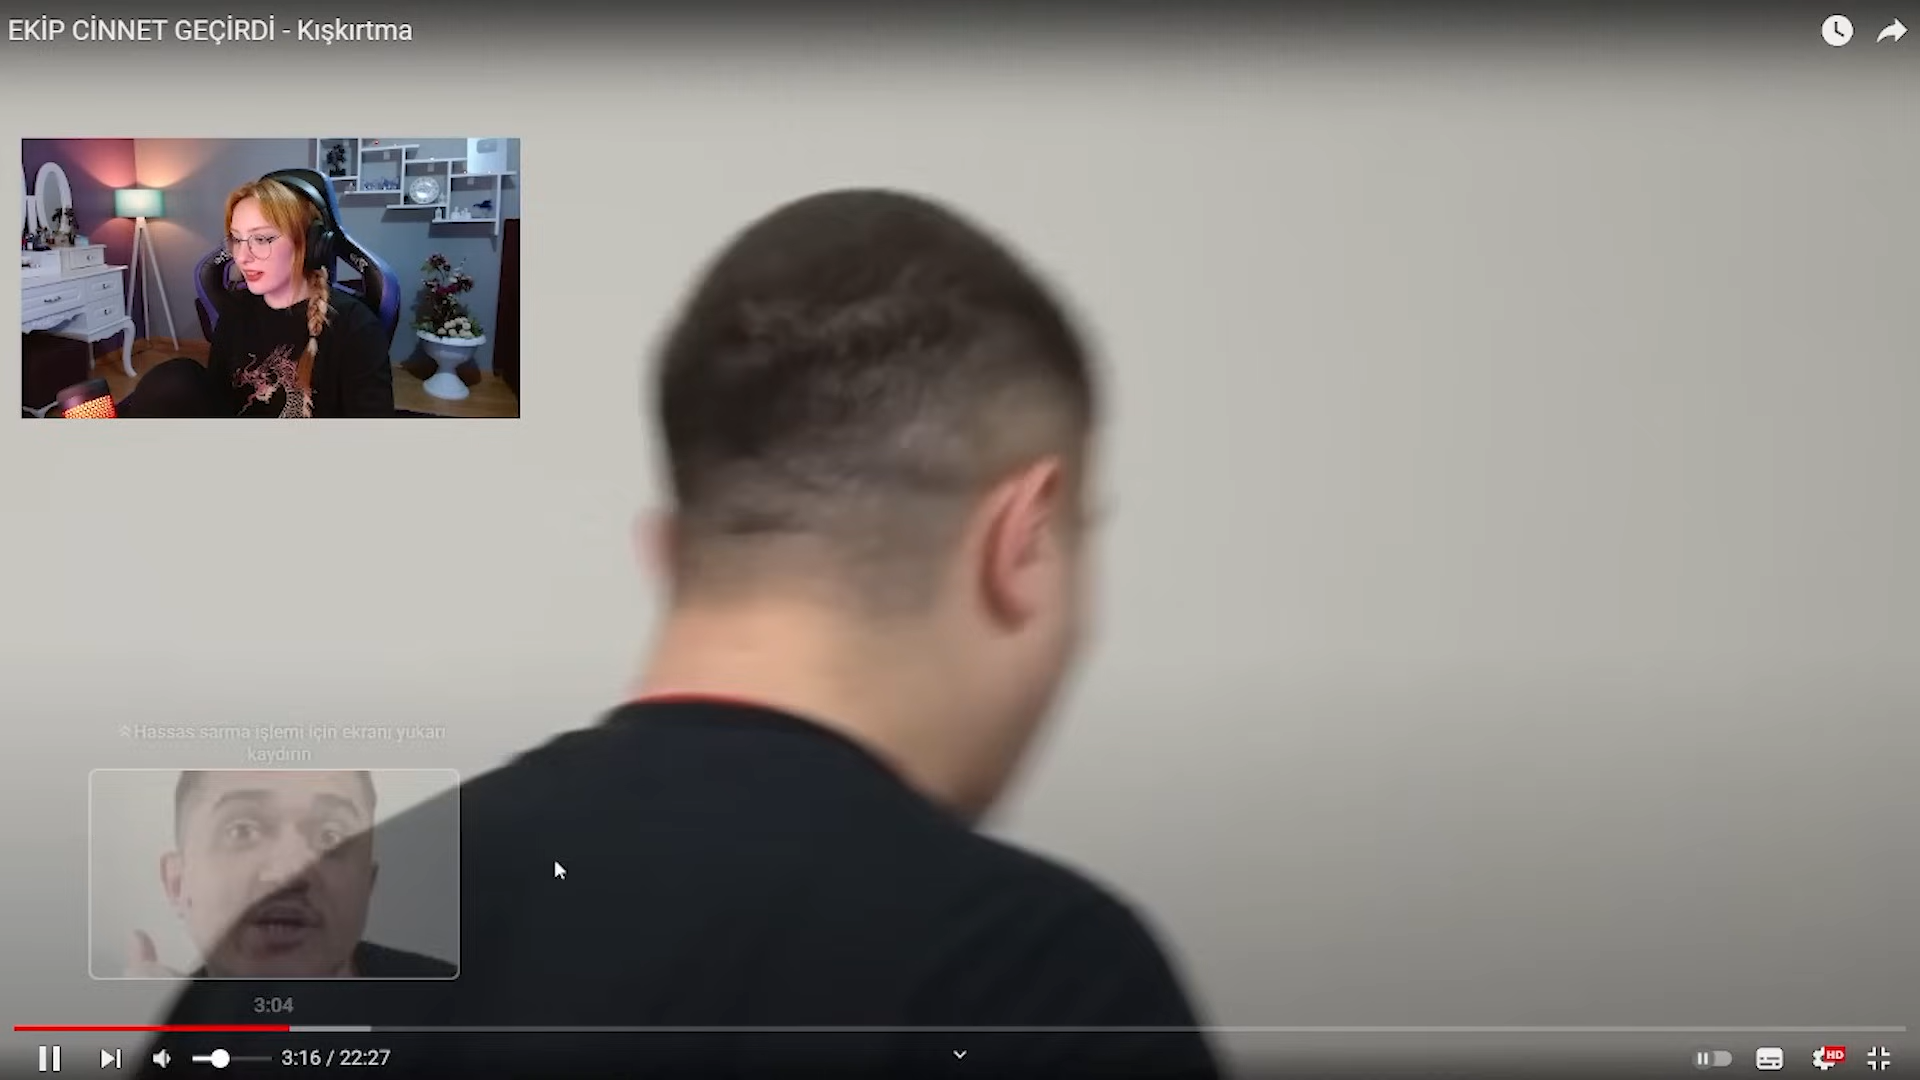 EKİP CİNNET GEÇİRDİ - Kışkırtma
Hassas sarma işlemi için ekranı yukarı
kaydırın
3:04
3:16 / 22:27
HD